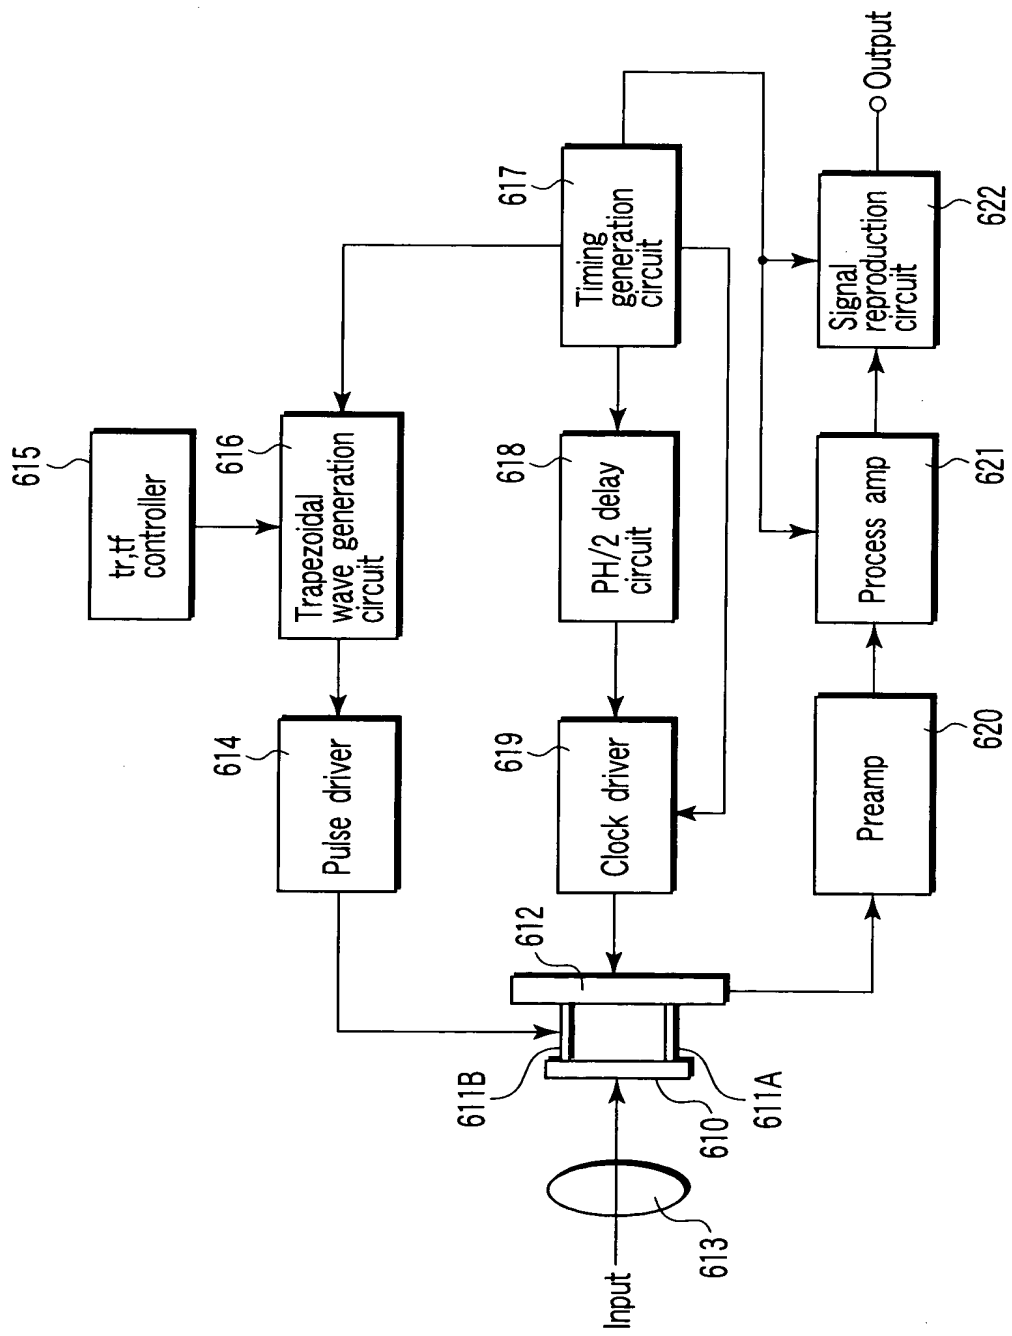 615
tr,tf
controller
614
Pulse driver
616
Trapezoidal
wave generation
circuit
611B
612
619
Clock driver
618
PH/2 delay
circuit
617
Timing
generation
circuit
Input
613
610
611A
Preamp
620
Process amp
621
Signal
reproduction
circuit
622
Output